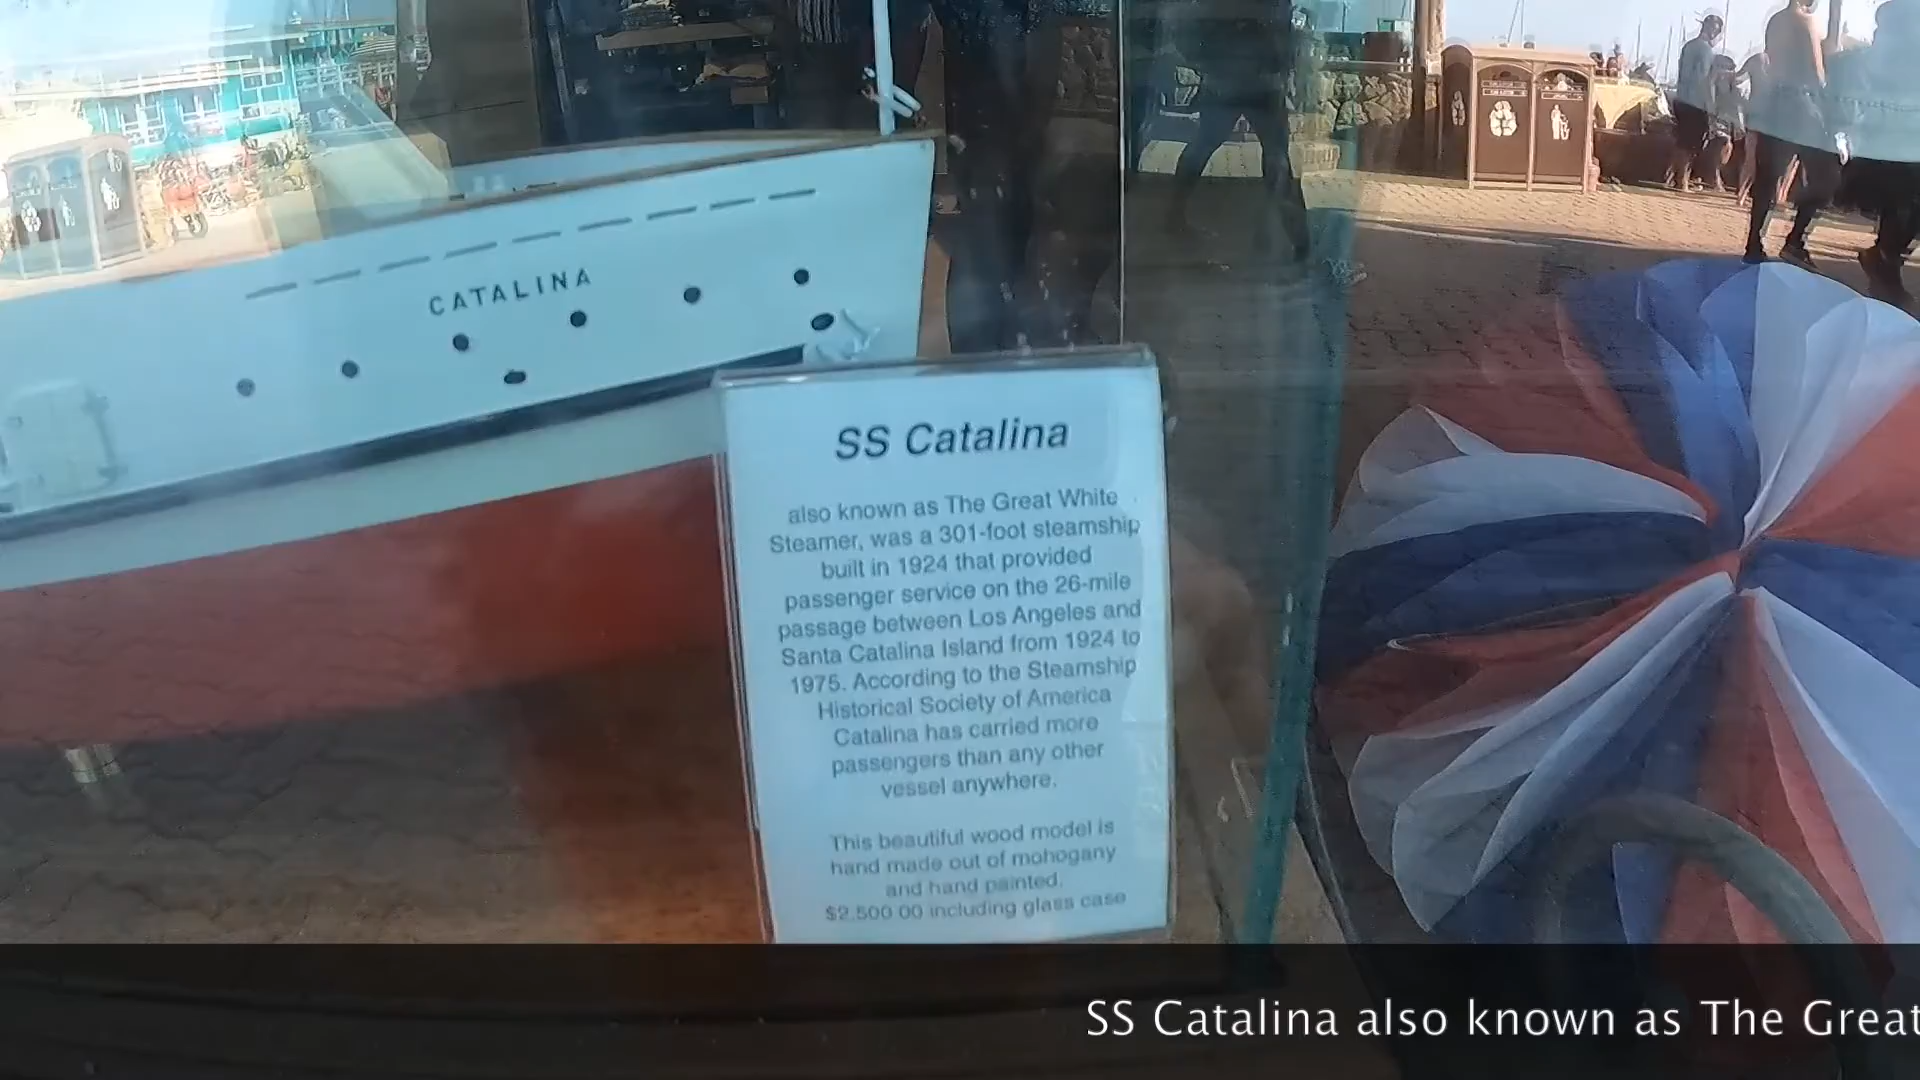 CATALINA
SS Catalina
also known as The Great White
Steamer, was a 301-foot steamship
built in 1924 that provided
passenger service on the 26-mile
passage between Los Angeles and
Santa Catalina Island from 1924 to
1975. According to the Steamship
Historical Society of America
Catalina has carried more
passengers than any other
vessel anywhere.
This beautiful wood model is
hand made out of mohogany
and hand painted.
$2,500.00 including glass case
SS Catalina also known as The Great